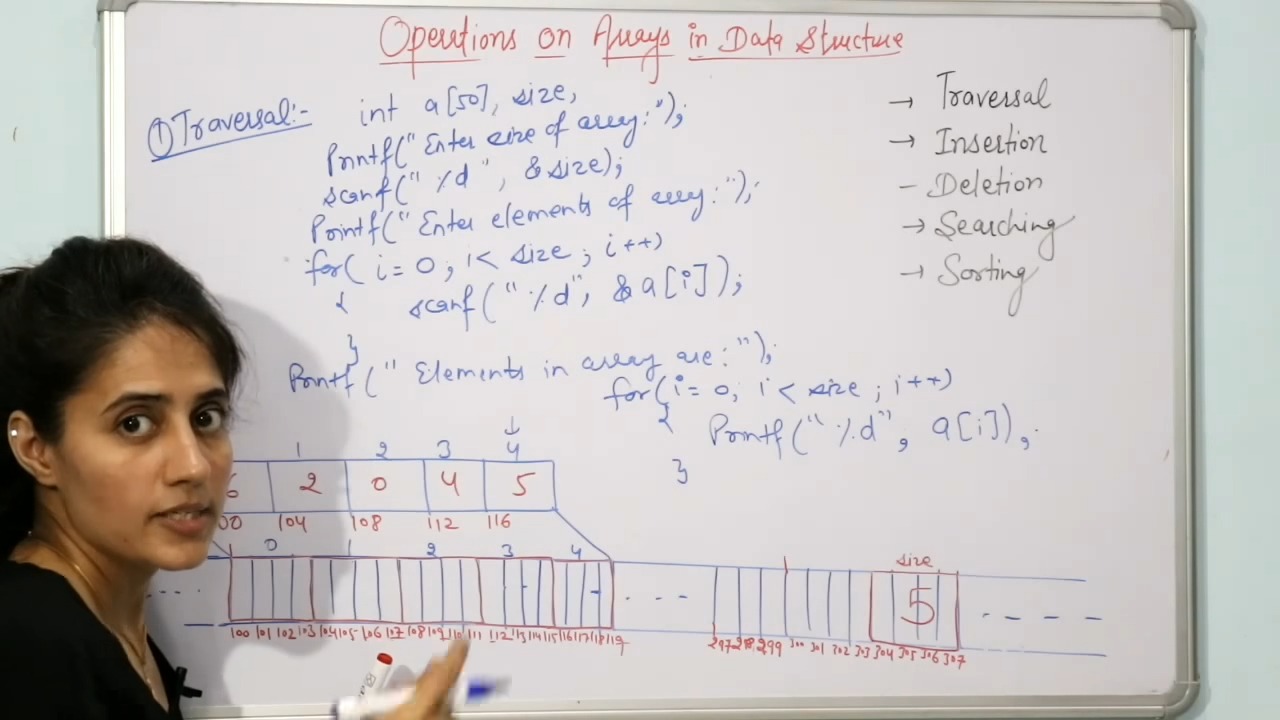 Operations on Arrays in Data Structure
① Traversal:-
int a[50], size,
Printf(" Enter size of array: ");
scanf(" %d ", &size);
Printf(" Enter elements of array: ");
for( i = 0 ; i < size ; i++)
{ scanf(" %d", &a[i]);
}
Printf(" Elements in array are: ");
for(i = 0; i < size ; i++)
{ Printf(" %d", a[i]),
}
→ Traversal
→ Insertion
- Deletion
→ Searching
→ Sorting
1 2 3 4
6 2 0 4 5
00 104 108 112 116
0 1 2 3 4
size
5
100 101 102 103 104 105 106 107 108 109 110 111 112 113 114 115 116 117 118 119
297 298 299 300 301 302 303 304 305 306 307